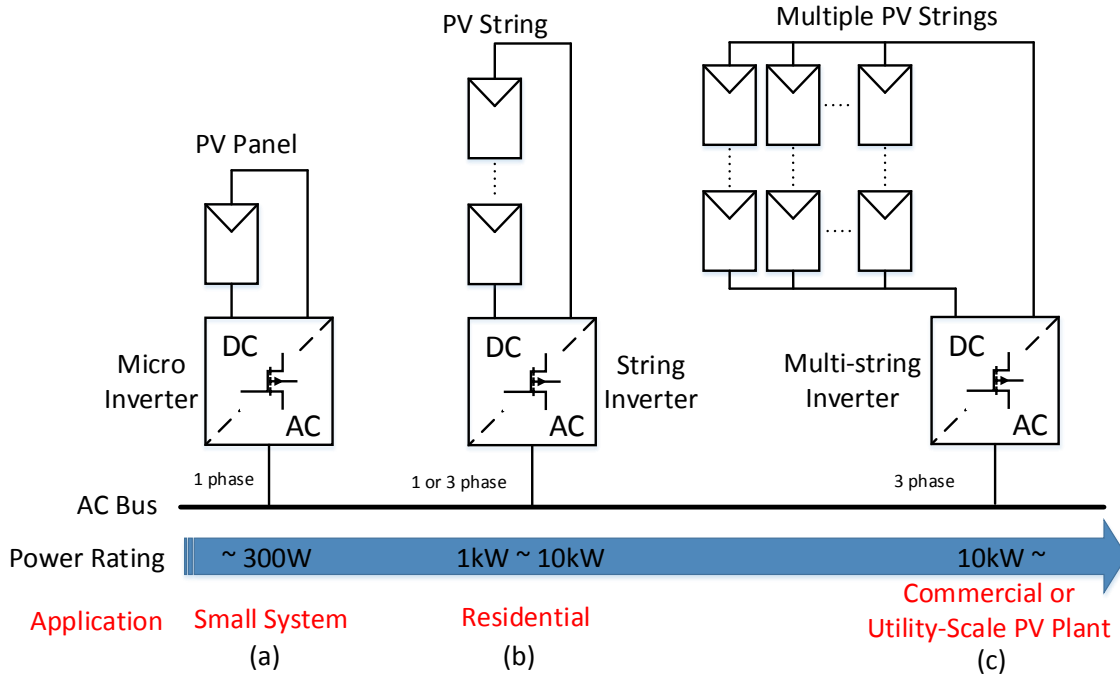 Multiple PV Strings
PV String
PV Panel
DC
AC
Micro
Inverter
DC
AC
String
Inverter
DC
AC
Multi-string
Inverter
1 phase
1 or 3 phase
3 phase
AC Bus
Power Rating
~ 300W
1kW ~ 10kW
10kW ~
Application
Small System
Residential
Commercial or
Utility-Scale PV Plant
(a)
(b)
(c)